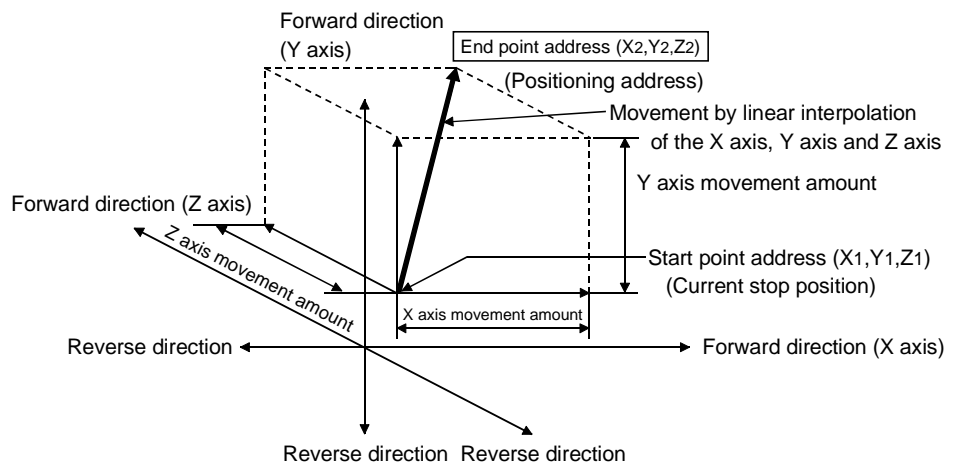 Forward direction
(Y axis)
End point address (X2,Y2,Z2)
(Positioning address)
Movement by linear interpolation
of the X axis, Y axis and Z axis
Y axis movement amount
Forward direction (Z axis)
Z axis movement amount
Start point address (X1,Y1,Z1)
(Current stop position)
X axis movement amount
Reverse direction
Forward direction (X axis)
Reverse direction
Reverse direction